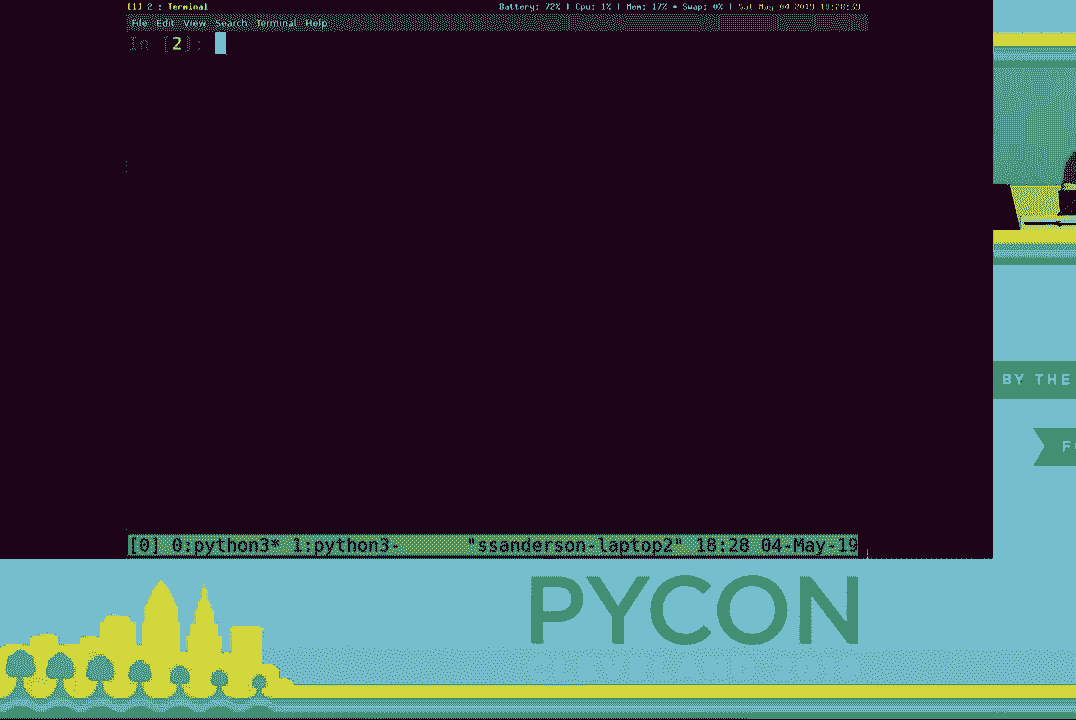 [1] 2 : Terminal
Battery: 72% | Cpu: 1% | Mem: 17% * Swap: 0% | Sat May 04 2019 18:28:39
File Edit View Search Terminal Help
In [2]:
BY THE
[0] 0:python3* 1:python3- "ssanderson-laptop2" 18:28 04-May-19
PYCON